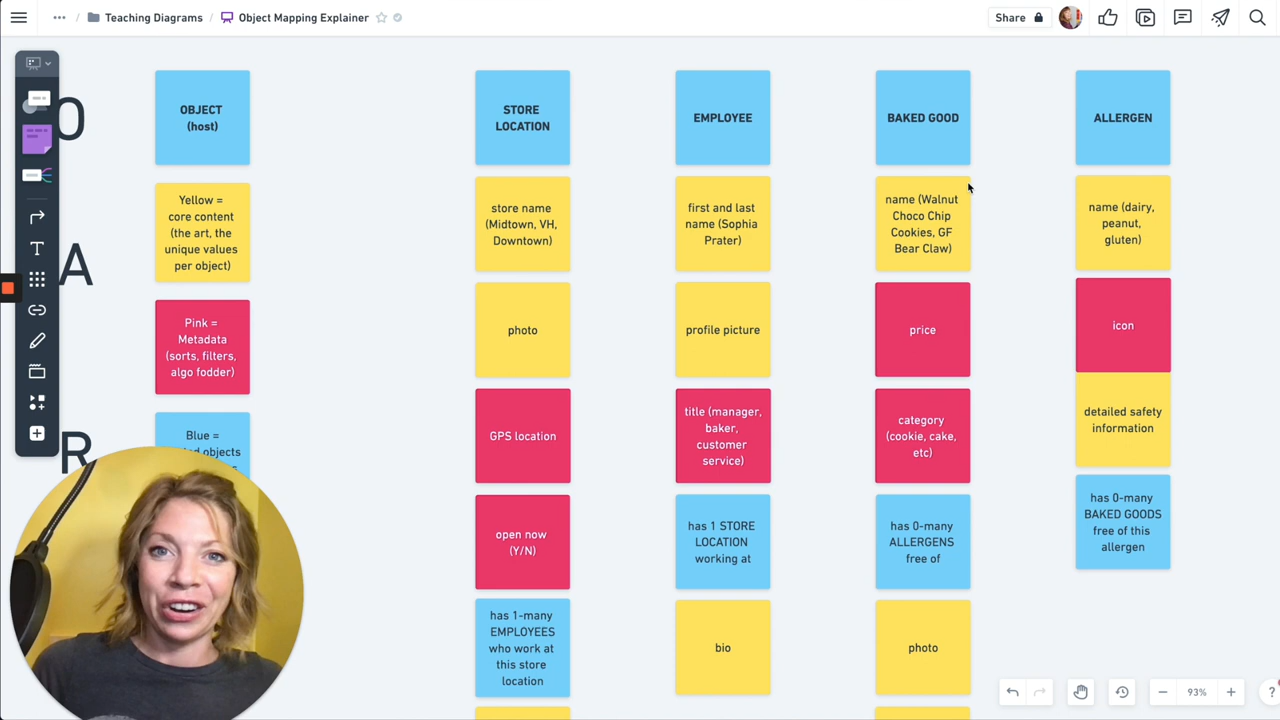 ... / Teaching Diagrams / Object Mapping Explainer
Share
O
A
R
OBJECT
(host)
Yellow =
core content
(the art, the
unique values
per object)
Pink =
Metadata
(sorts, filters,
algo fodder)
Blue =
objects
STORE
LOCATION
store name
(Midtown, VH,
Downtown)
photo
GPS location
open now
(Y/N)
has 1-many
EMPLOYEES
who work at
this store
location
EMPLOYEE
first and last
name (Sophia
Prater)
profile picture
title (manager,
baker,
customer
service)
has 1 STORE
LOCATION
working at
bio
BAKED GOOD
name (Walnut
Choco Chip
Cookies, GF
Bear Claw)
price
category
(cookie, cake,
etc)
has 0-many
ALLERGENS
free of
photo
ALLERGEN
name (dairy,
peanut,
gluten)
icon
detailed safety
information
has 0-many
BAKED GOODS
free of this
allergen
T
93%
?